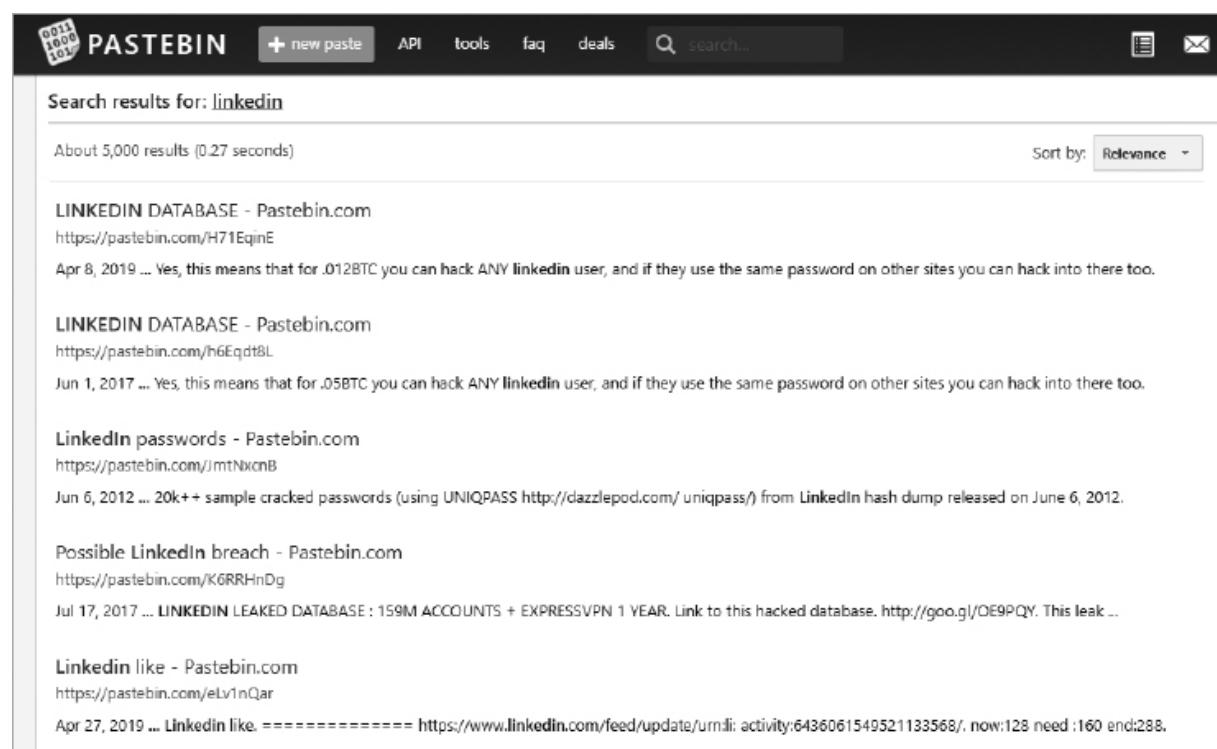 0011
1000
101
PASTEBIN
+ new paste
API
tools
faq
deals
search...
Search results for: linkedin
About 5,000 results (0.27 seconds)
Sort by: Relevance
LINKEDIN DATABASE - Pastebin.com
https://pastebin.com/H71EqinE
Apr 8, 2019 ... Yes, this means that for .012BTC you can hack ANY linkedin user, and if they use the same password on other sites you can hack into there too.
LINKEDIN DATABASE - Pastebin.com
https://pastebin.com/h6Eqdt8L
Jun 1, 2017 ... Yes, this means that for .05BTC you can hack ANY linkedin user, and if they use the same password on other sites you can hack into there too.
LinkedIn passwords - Pastebin.com
https://pastebin.com/JmtNxcnB
Jun 6, 2012 ... 20k++ sample cracked passwords (using UNIQPASS http://dazzlepod.com/ uniqpass/) from LinkedIn hash dump released on June 6, 2012.
Possible LinkedIn breach - Pastebin.com
https://pastebin.com/K6RRHnDg
Jul 17, 2017 ... LINKEDIN LEAKED DATABASE : 159M ACCOUNTS + EXPRESSVPN 1 YEAR. Link to this hacked database. http://goo.gl/OE9PQY. This leak ...
Linkedin like - Pastebin.com
https://pastebin.com/eLv1nQar
Apr 27, 2019 ... Linkedin like. ============== https://www.linkedin.com/feed/update/urn:li: activity:6436061549521133568/. now:128 need :160 end:288.